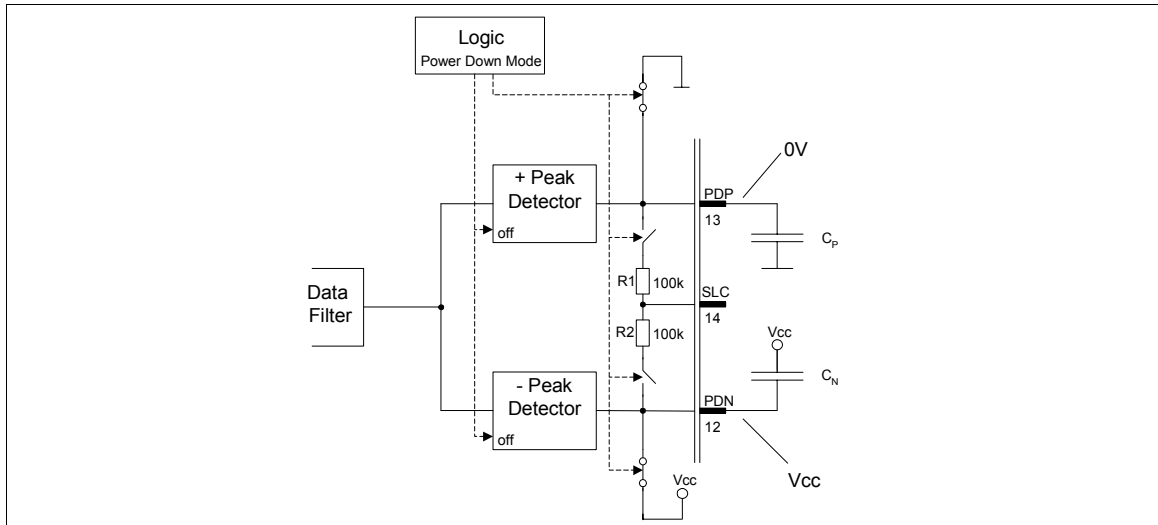 Logic
Power Down Mode
0V
+ Peak
Detector
off
PDP
13
C_P
R1
100k
SLC
14
Data
Filter
R2
100k
Vcc
C_N
- Peak
Detector
off
PDN
12
Vcc
Vcc